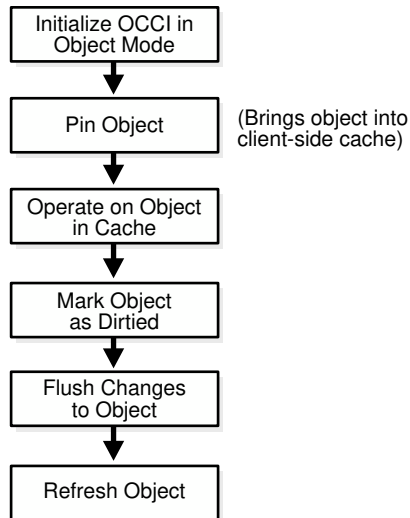 Initialize OCCI in
Object Mode
Pin Object
(Brings object into
client-side cache)
Operate on Object
in Cache
Mark Object
as Dirtied
Flush Changes
to Object
Refresh Object